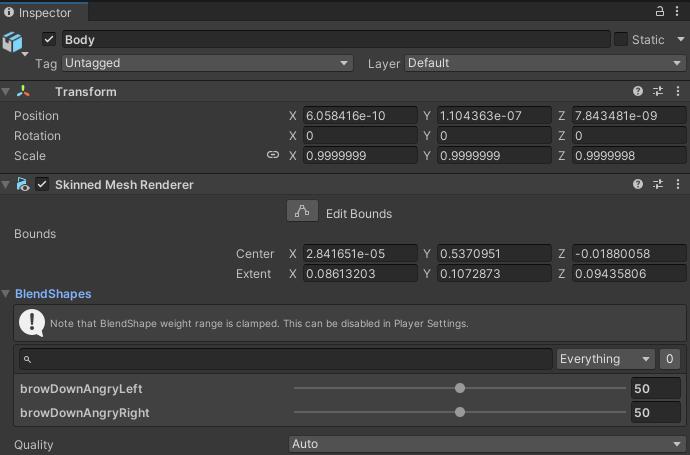 Inspector
Body
Static
Tag Untagged Layer Default
Transform
Position X 6.058416e-10 Y 1.104363e-07 Z 7.843481e-09
Rotation X 0 Y 0 Z 0
Scale X 0.9999999 Y 0.9999999 Z 0.9999998
Skinned Mesh Renderer
Edit Bounds
Bounds
Center X 2.841651e-05 Y 0.5370951 Z -0.01880058
Extent X 0.08613203 Y 0.1072873 Z 0.09435806
BlendShapes
Note that BlendShape weight range is clamped. This can be disabled in Player Settings.
Everything 0
browDownAngryLeft 50
browDownAngryRight 50
Quality Auto